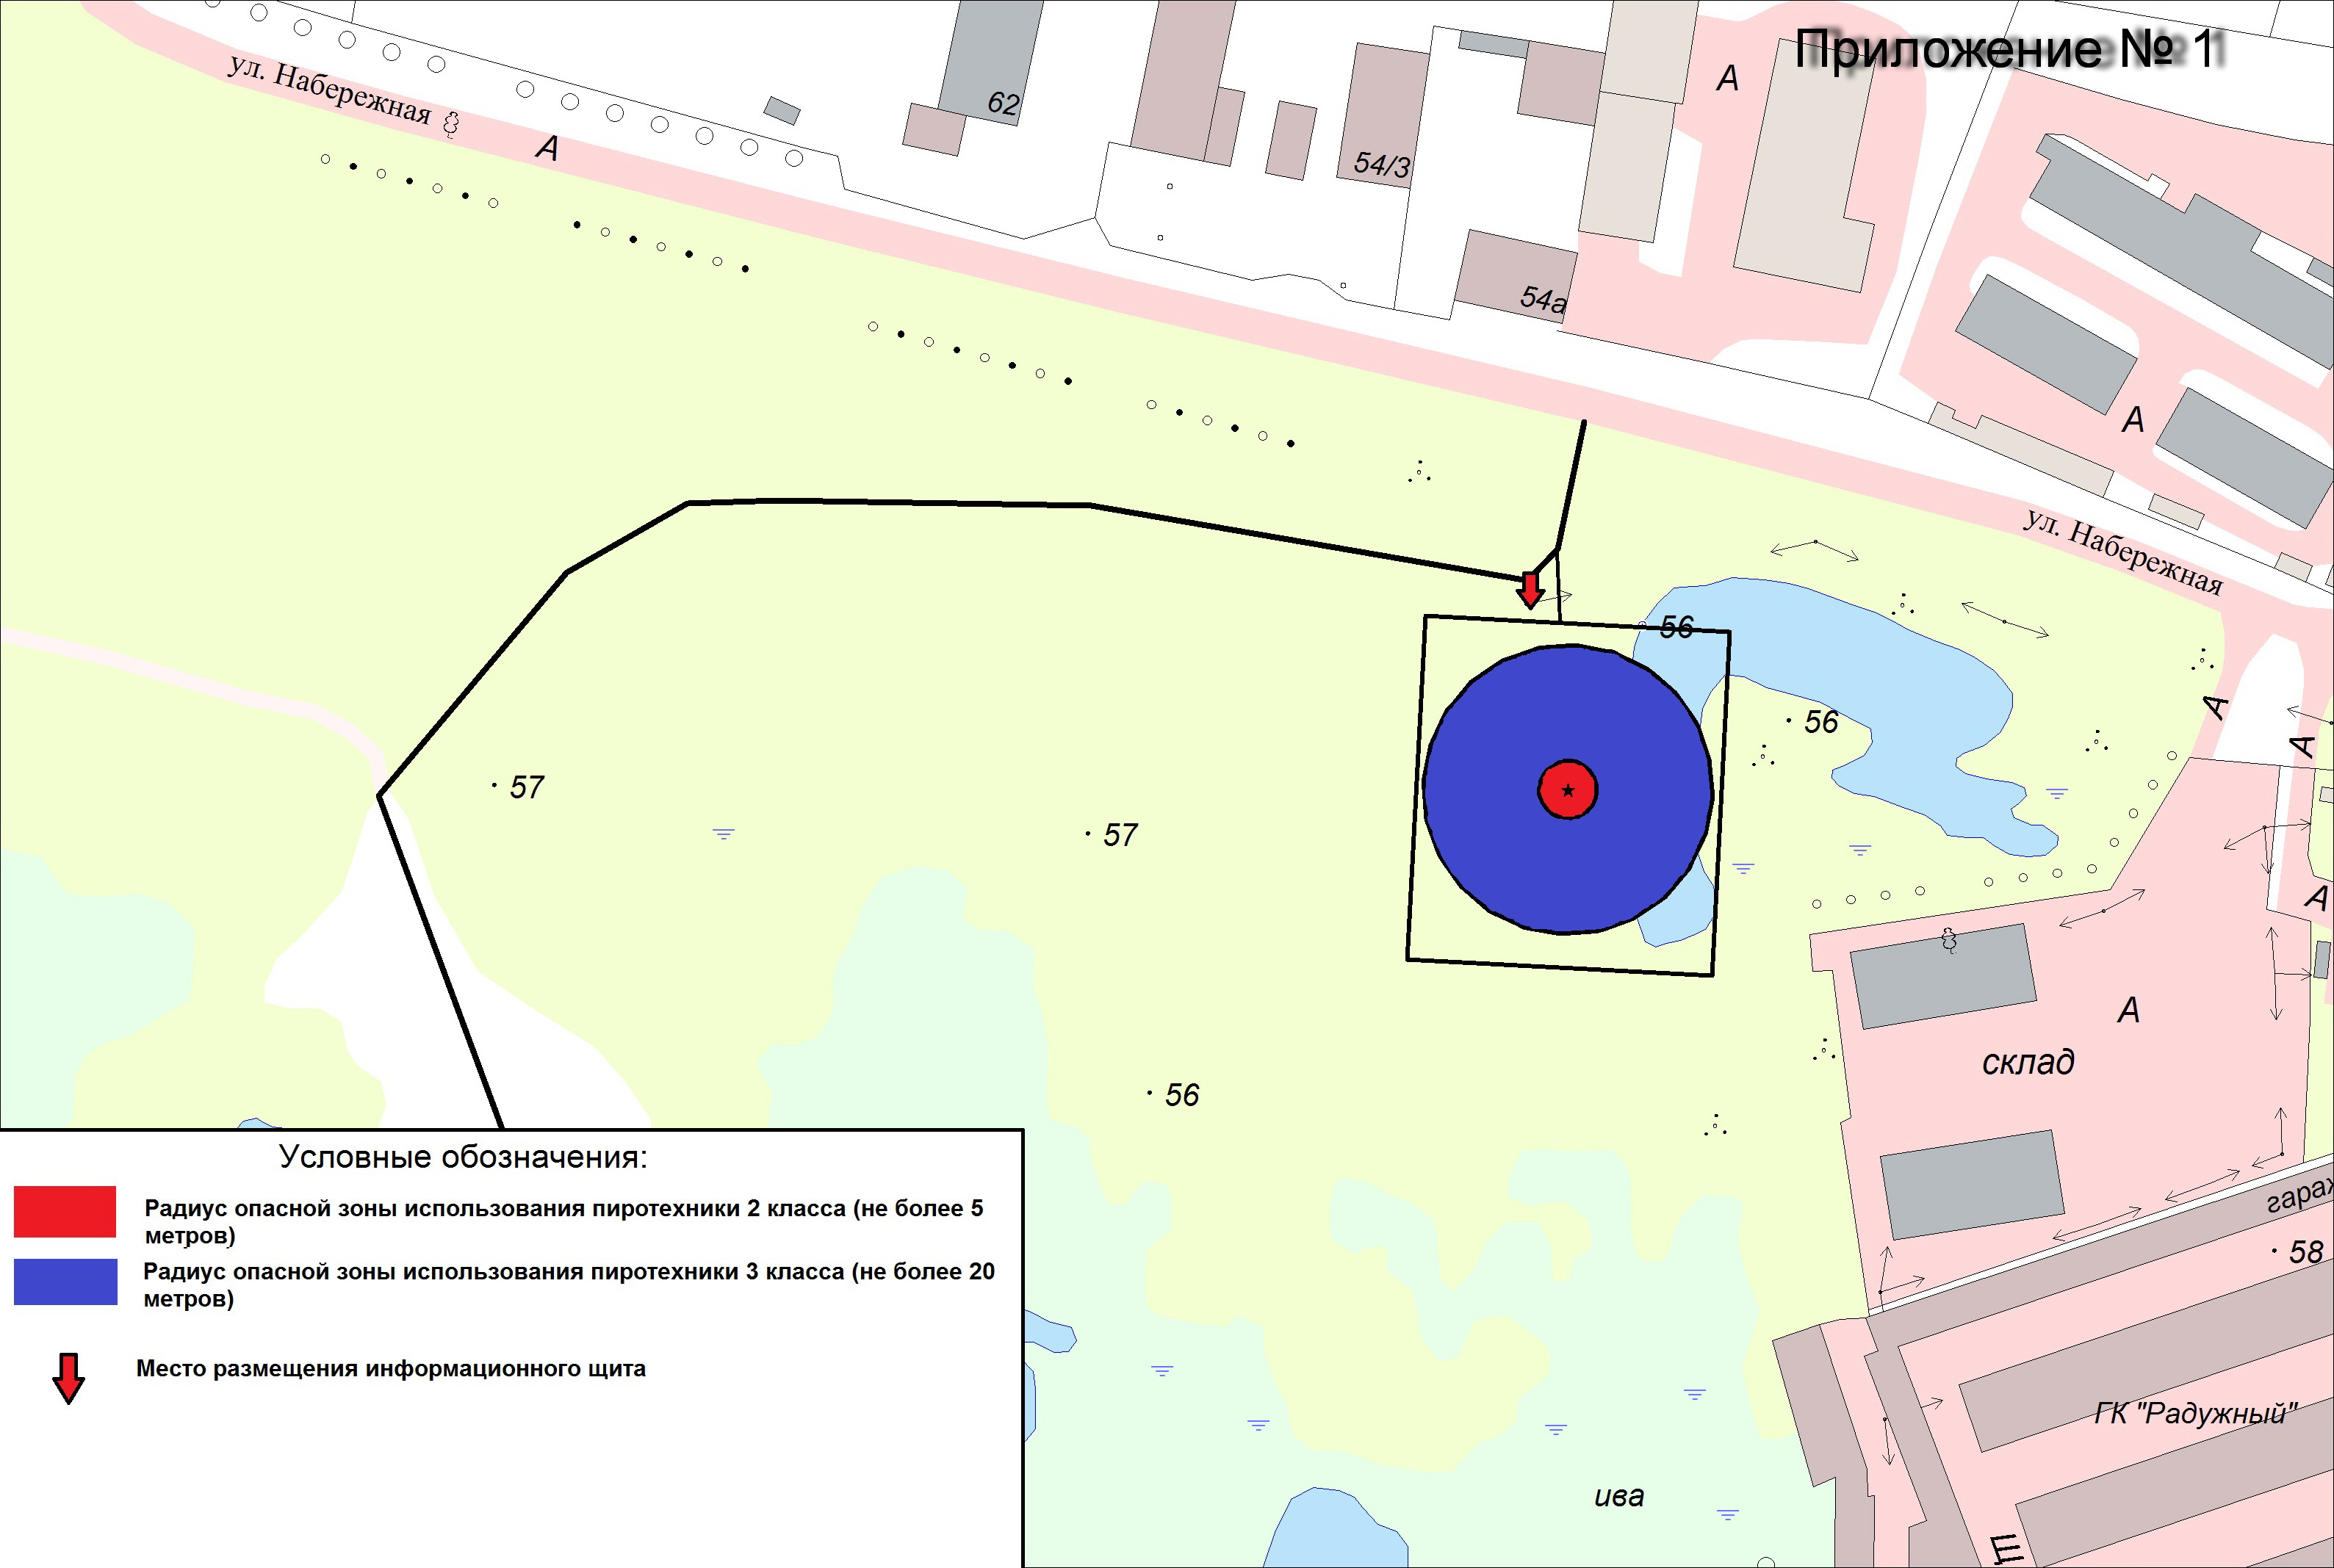 Приложение № 1
ул. Набережная
А
62
54/3
54а
А
А
ул. Набережная
56
56
57
57
А
А
А
56
А
склад
гараж
58
ГК "Радужный"
ива
Ш
Условные обозначения:
Радиус опасной зоны использования пиротехники 2 класса (не более 5
метров)
Радиус опасной зоны использования пиротехники 3 класса (не более 20
метров)
Место размещения информационного щита